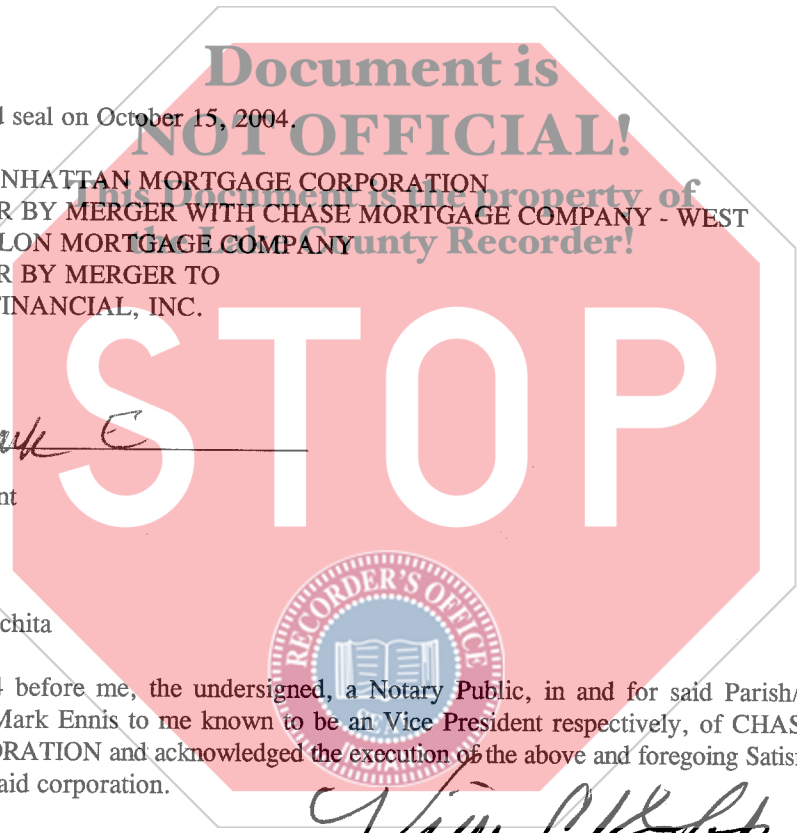 Document is
d seal on October 15, 2004.
NOT OFFICIAL!
NHATTAN MORTGAGE CORPORATION
This Document is the property of
R BY MERGER WITH CHASE MORTGAGE COMPANY - WEST
LON MORTGAGE COMPANY
the Lake County Recorder!
R BY MERGER TO
FINANCIAL, INC.
STOP
ark E
nt
RECORDER'S OFFICE
chita
before me, the undersigned, a Notary Public, in and for said Parish/
Mark Ennis to me known to be an Vice President respectively, of CHAS
ORATION and acknowledged the execution of the above and foregoing Satis
aid corporation.